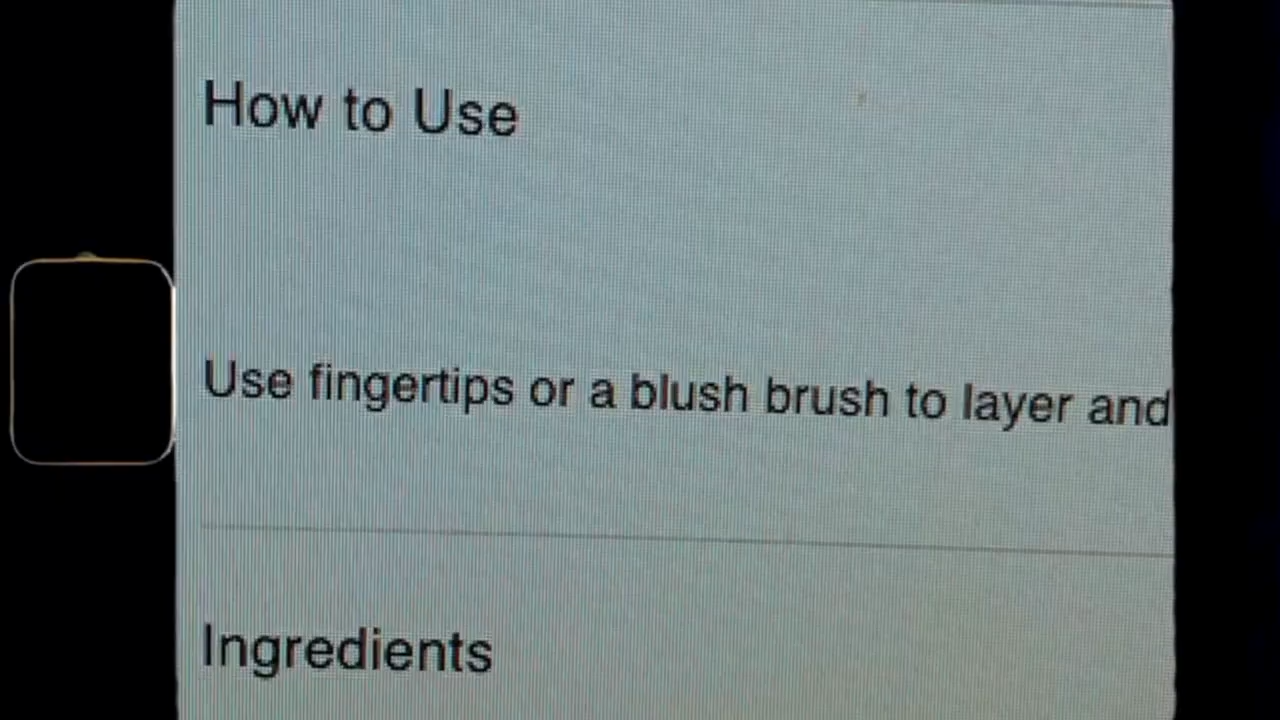 How to Use
Use fingertips or a blush brush to layer and
Ingredients